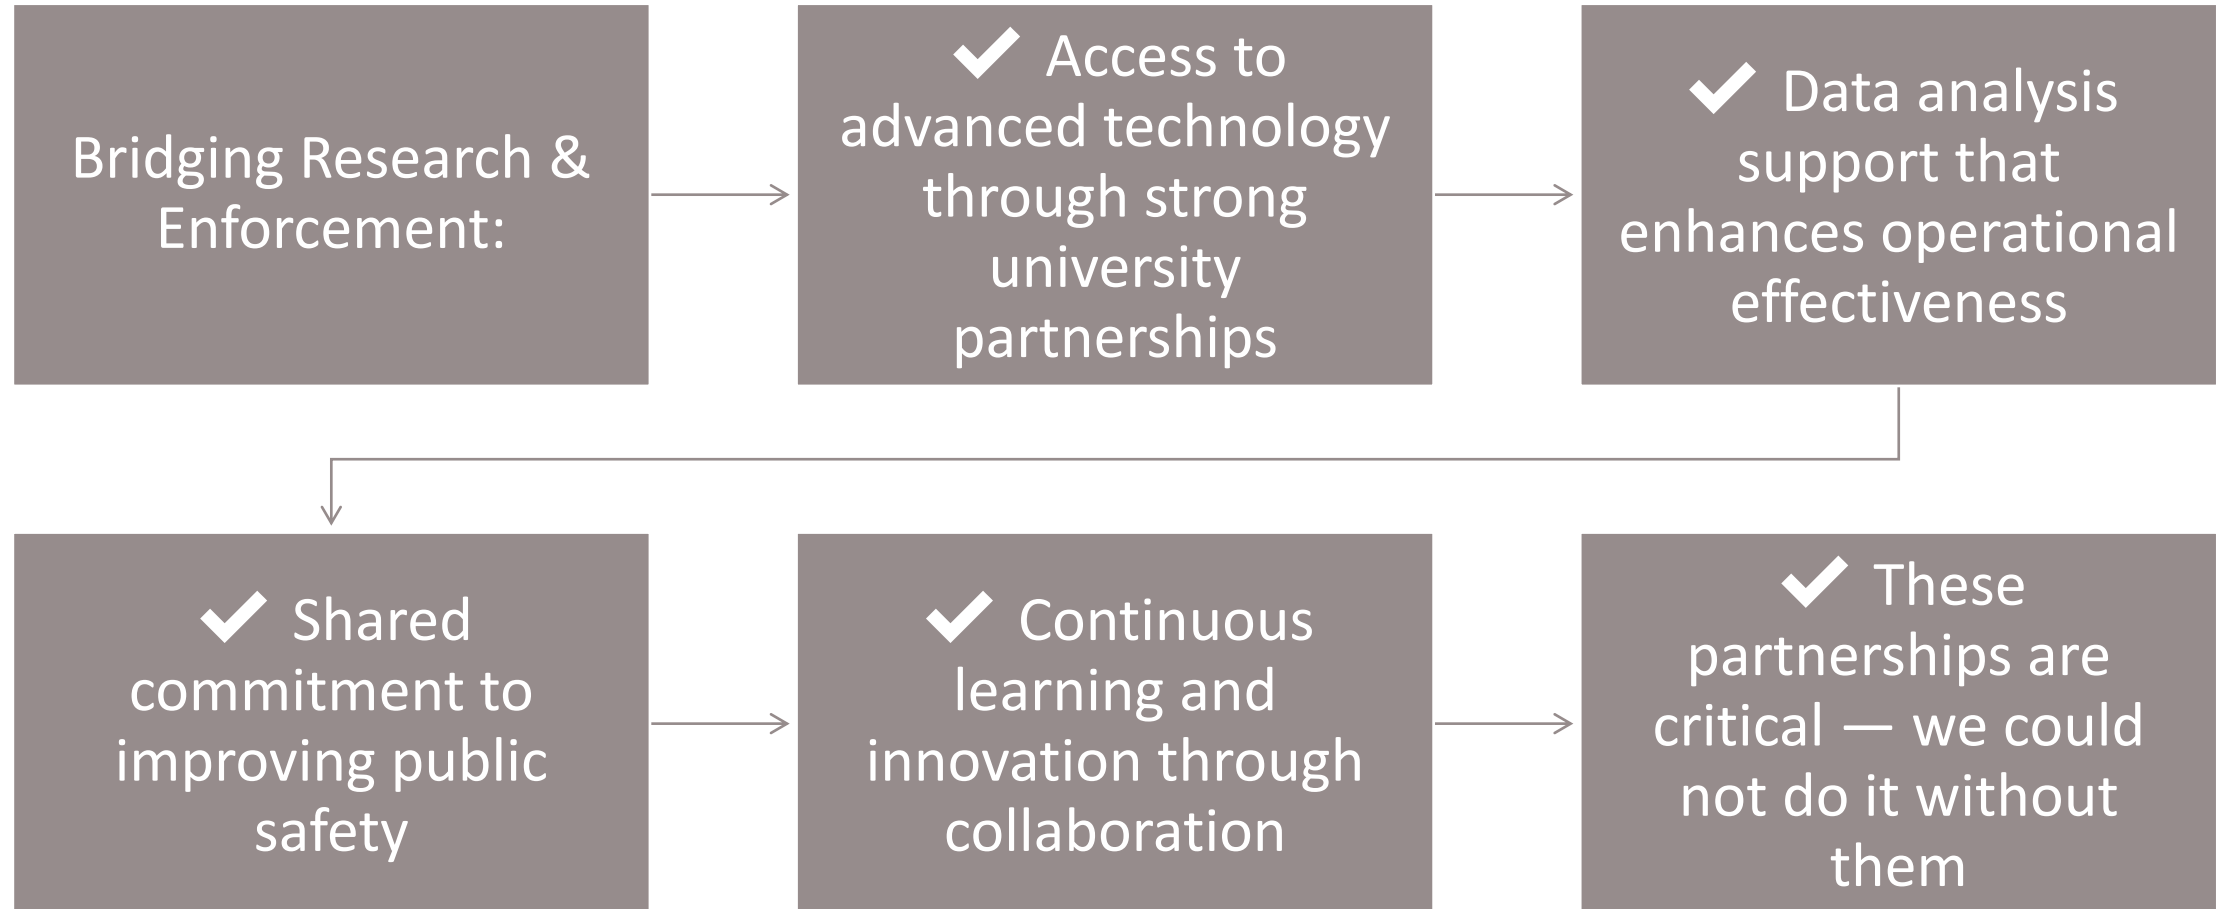 Bridging Research &
Enforcement:
✔ Access to
advanced technology
through strong
university
partnerships
✔ Data analysis
support that
enhances operational
effectiveness
✔ Shared
commitment to
improving public
safety
✔ Continuous
learning and
innovation through
collaboration
✔ These
partnerships are
critical — we could
not do it without
them